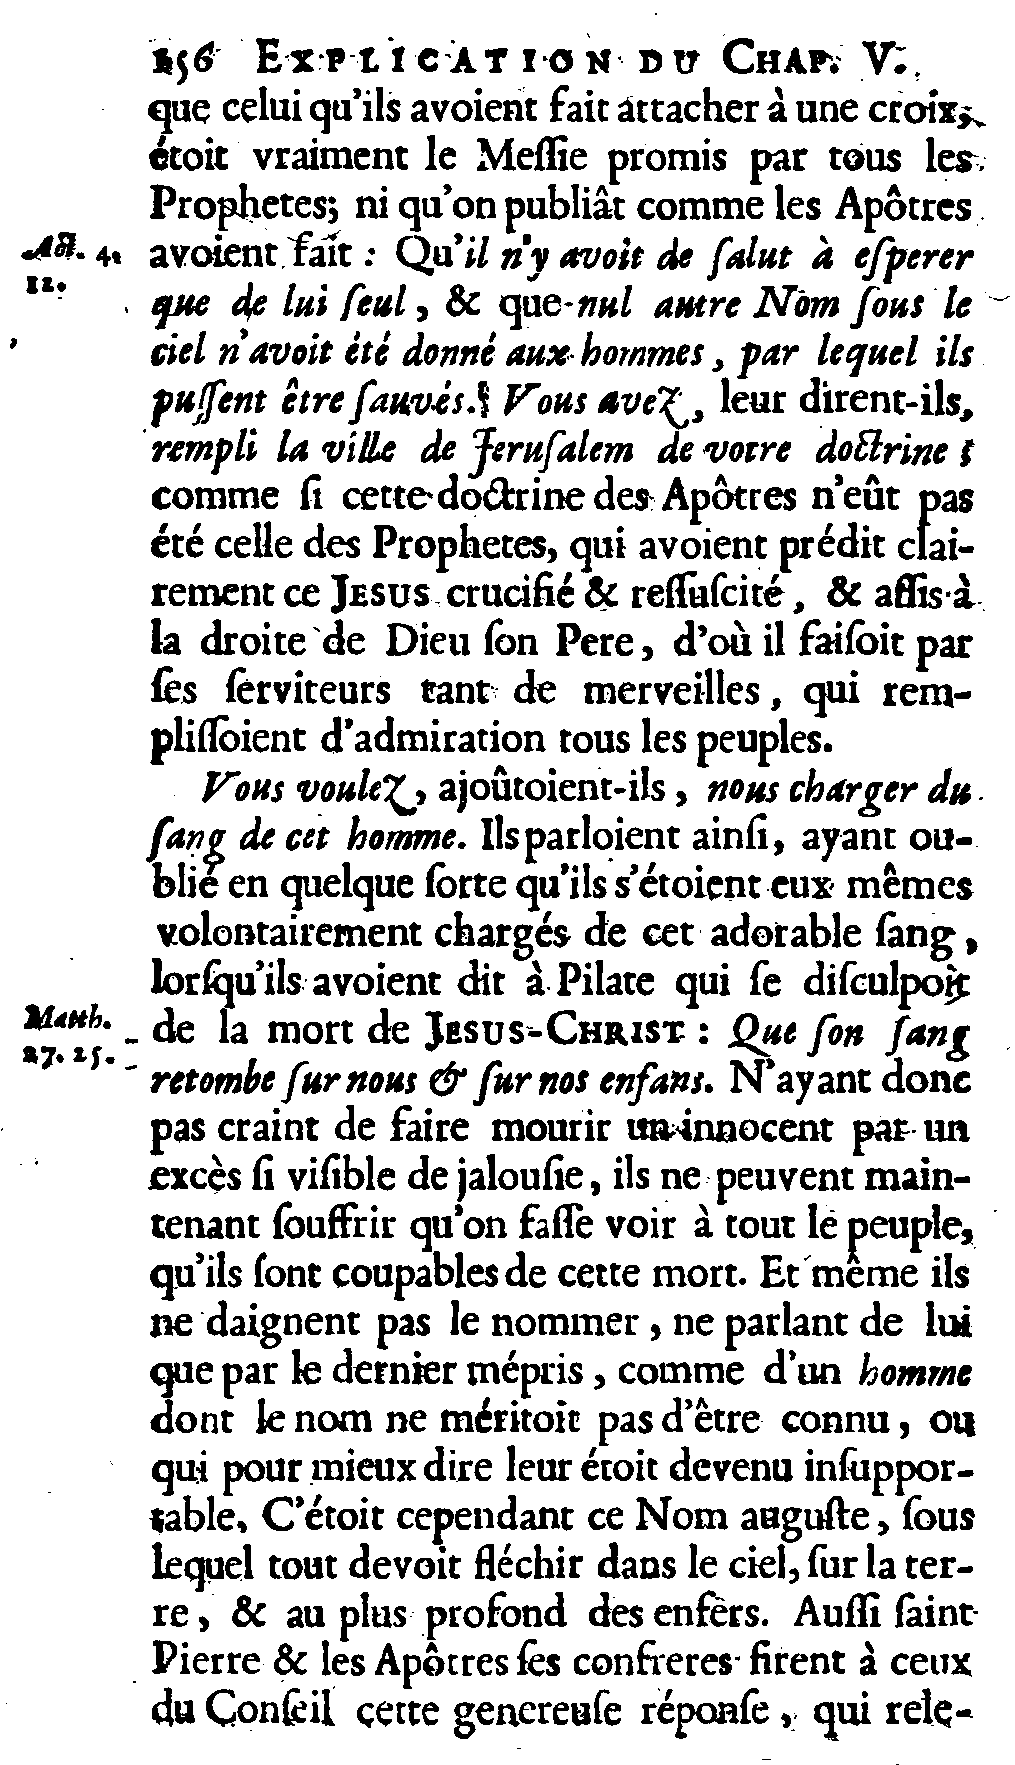 256 EXPLICATION DU CHAP. V.
que celui qu'ils avoient fait attacher à une croix,
étoit vraiment le Meſſie promis par tous les
Prophetes; ni qu'on publiât comme les Apôtres
Act. 4. avoient fait : Qu'il n'y avoit de ſalut à eſperer
12. que de lui ſeul, & que nul autre Nom ſous le
ciel n'avoit été donné aux hommes, par lequel ils
puſſent être ſauvés. Vous avez, leur dirent-ils,
rempli la ville de Jeruſalem de votre doctrine :
comme ſi cette doctrine des Apôtres n'eût pas
été celle des Prophetes, qui avoient prédit clai-
rement ce JESUS crucifié & reſſuſcité, & aſſis à
la droite de Dieu ſon Pere, d'où il faiſoit par
ſes ſerviteurs tant de merveilles, qui rem-
pliſſoient d'admiration tous les peuples.
Vous voulez, ajoûtoient-ils, nous charger du
ſang de cet homme. Ils parloient ainſi, ayant ou-
blié en quelque ſorte qu'ils s'étoient eux mêmes
volontairement chargés de cet adorable ſang,
lorſqu'ils avoient dit à Pilate qui ſe diſculpoit
Matth. de la mort de JESUS-CHRIST : Que ſon ſang
27. 25. retombe ſur nous & ſur nos enfans. N'ayant donc
pas craint de faire mourir un innocent par un
excès ſi viſible de jalouſie, ils ne peuvent main-
tenant ſouffrir qu'on faſſe voir à tout le peuple,
qu'ils ſont coupables de cette mort. Et même ils
ne daignent pas le nommer, ne parlant de lui
que par le dernier mépris, comme d'un homme
dont le nom ne méritoit pas d'être connu, ou
qui pour mieux dire leur étoit devenu inſuppor-
table. C'étoit cependant ce Nom auguſte, ſous
lequel tout devoit fléchir dans le ciel, ſur la ter-
re, & au plus profond des enfers. Auſſi ſaint
Pierre & les Apôtres ſes confreres firent à ceux
du Conſeil cette genereuſe réponſe, qui rele-